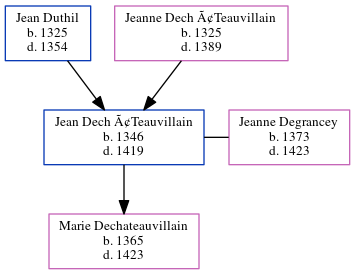 Jean Duthil
b. 1325
d. 1354
Jeanne Dech Ã¢Teauvillain
b. 1325
d. 1389
Jean Dech Ã¢Teauvillain
b. 1346
d. 1419
Jeanne Degrancey
b. 1373
d. 1423
Marie Dechateauvillain
b. 1365
d. 1423